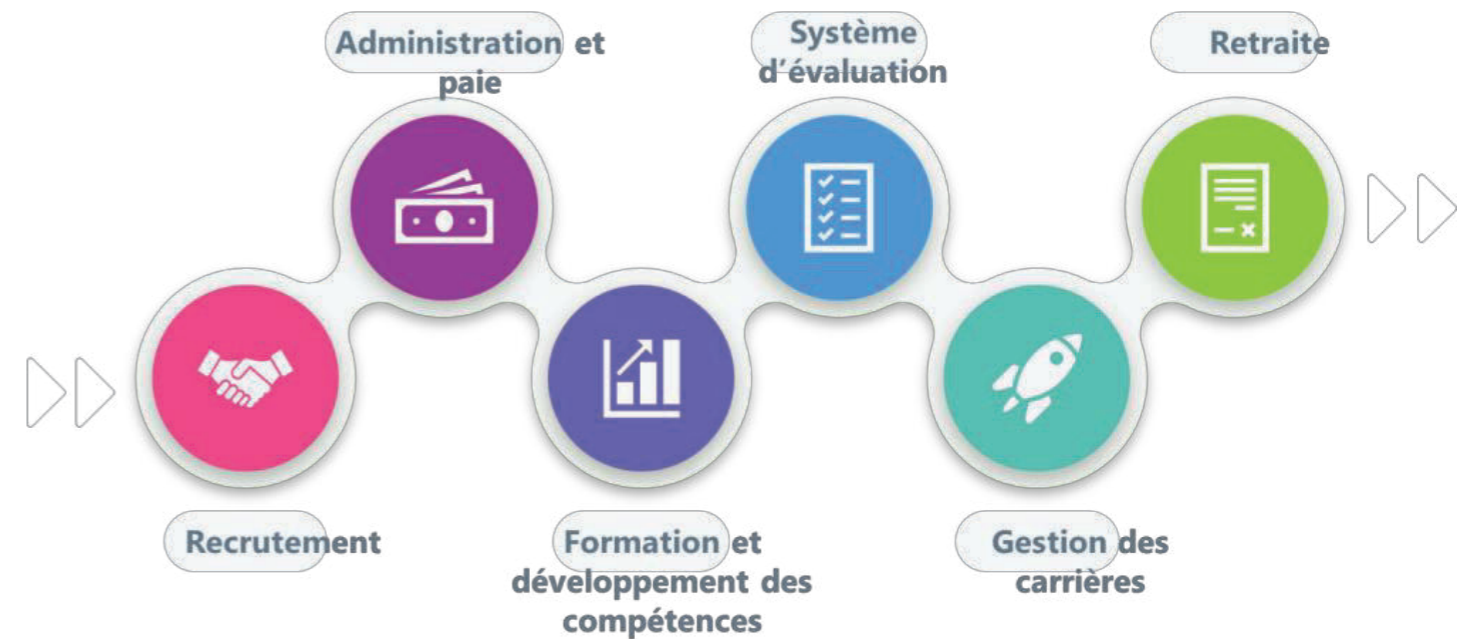 Administration et
paie
Système
d'évaluation
Retraite
Recrutement
Formation et
développement des
compétences
Gestion des
carrières